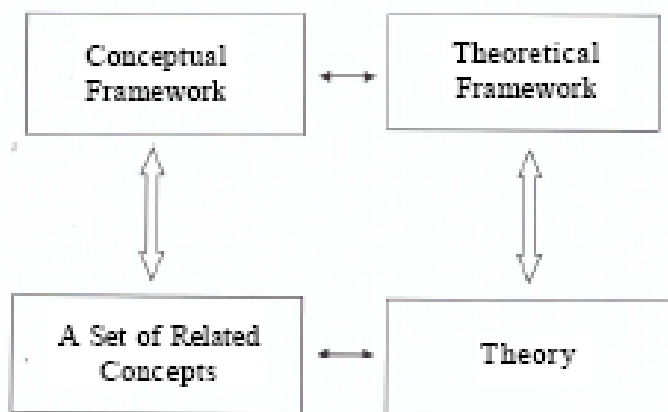 Conceptual
Framework
Theoretical
Framework
A Set of Related
Concepts
Theory